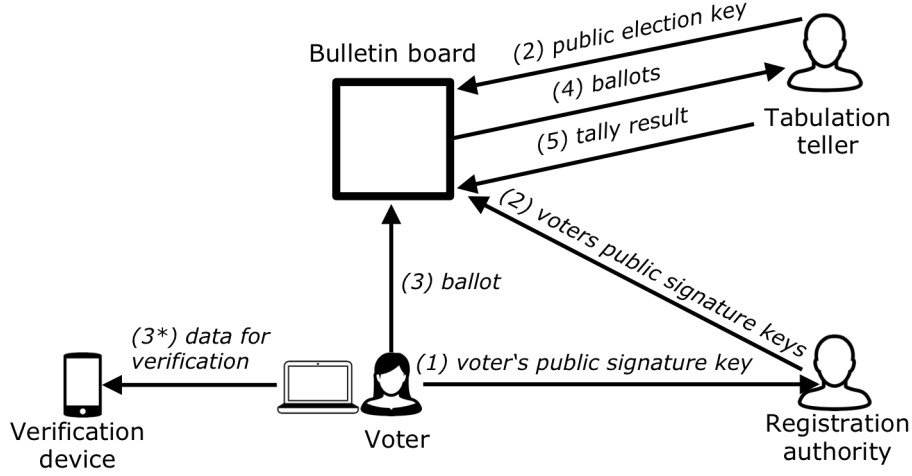 (2) public election key
Bulletin board
(4) ballots
Tabulation
teller
(5) tally result
(2) voters public signature keys
(3) ballot
(3*) data for
verification
(1) voter's public signature key
Verification
device
Voter
Registration
authority